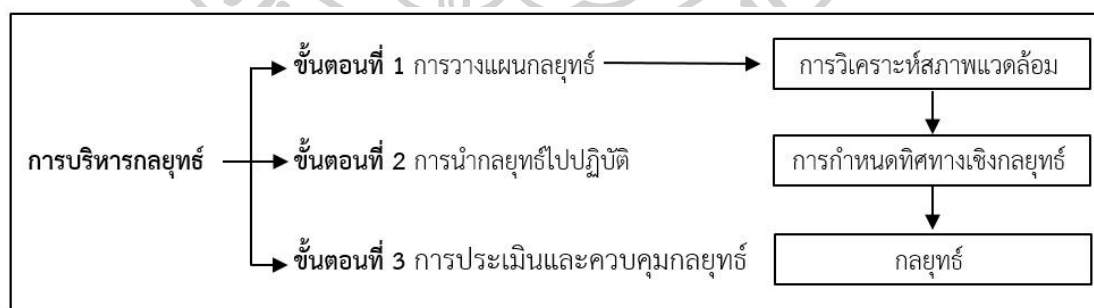 ขั้นตอนที่ 1 การวางแผนกลยุทธ์
การวิเคราะห์สภาพแวดล้อม
การบริหารกลยุทธ์
ขั้นตอนที่ 2 การนำกลยุทธ์ไปปฏิบัติ
การกำหนดทิศทางเชิงกลยุทธ์
ขั้นตอนที่ 3 การประเมินและควบคุมกลยุทธ์
กลยุทธ์